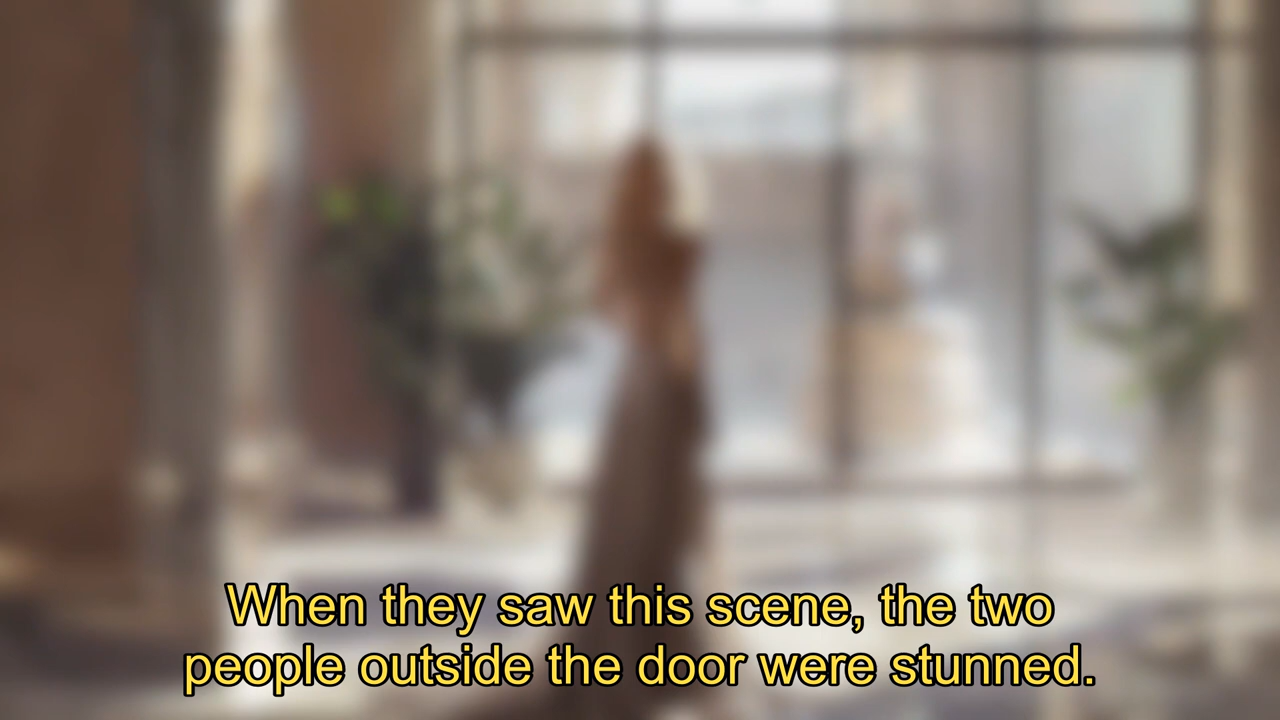 When they saw this scene, the two
people outside the door were stunned.